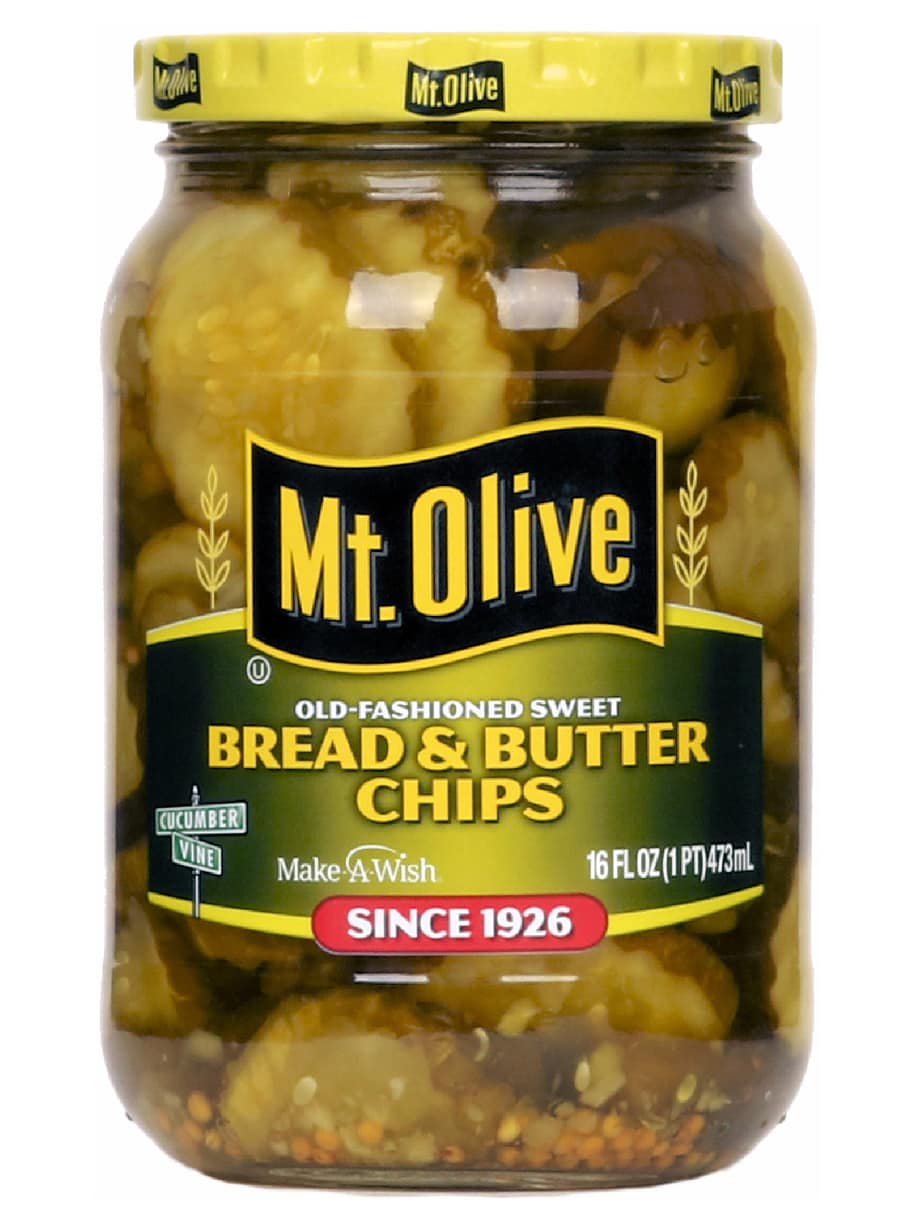 Mt.Olive Mt.Olive Mt.Olive
Mt. Olive
U
OLD-FASHIONED SWEET
BREAD & BUTTER
CHIPS
CUCUMBER
VINE
Make-A-Wish
16 FL OZ (1 PT) 473mL
SINCE 1926